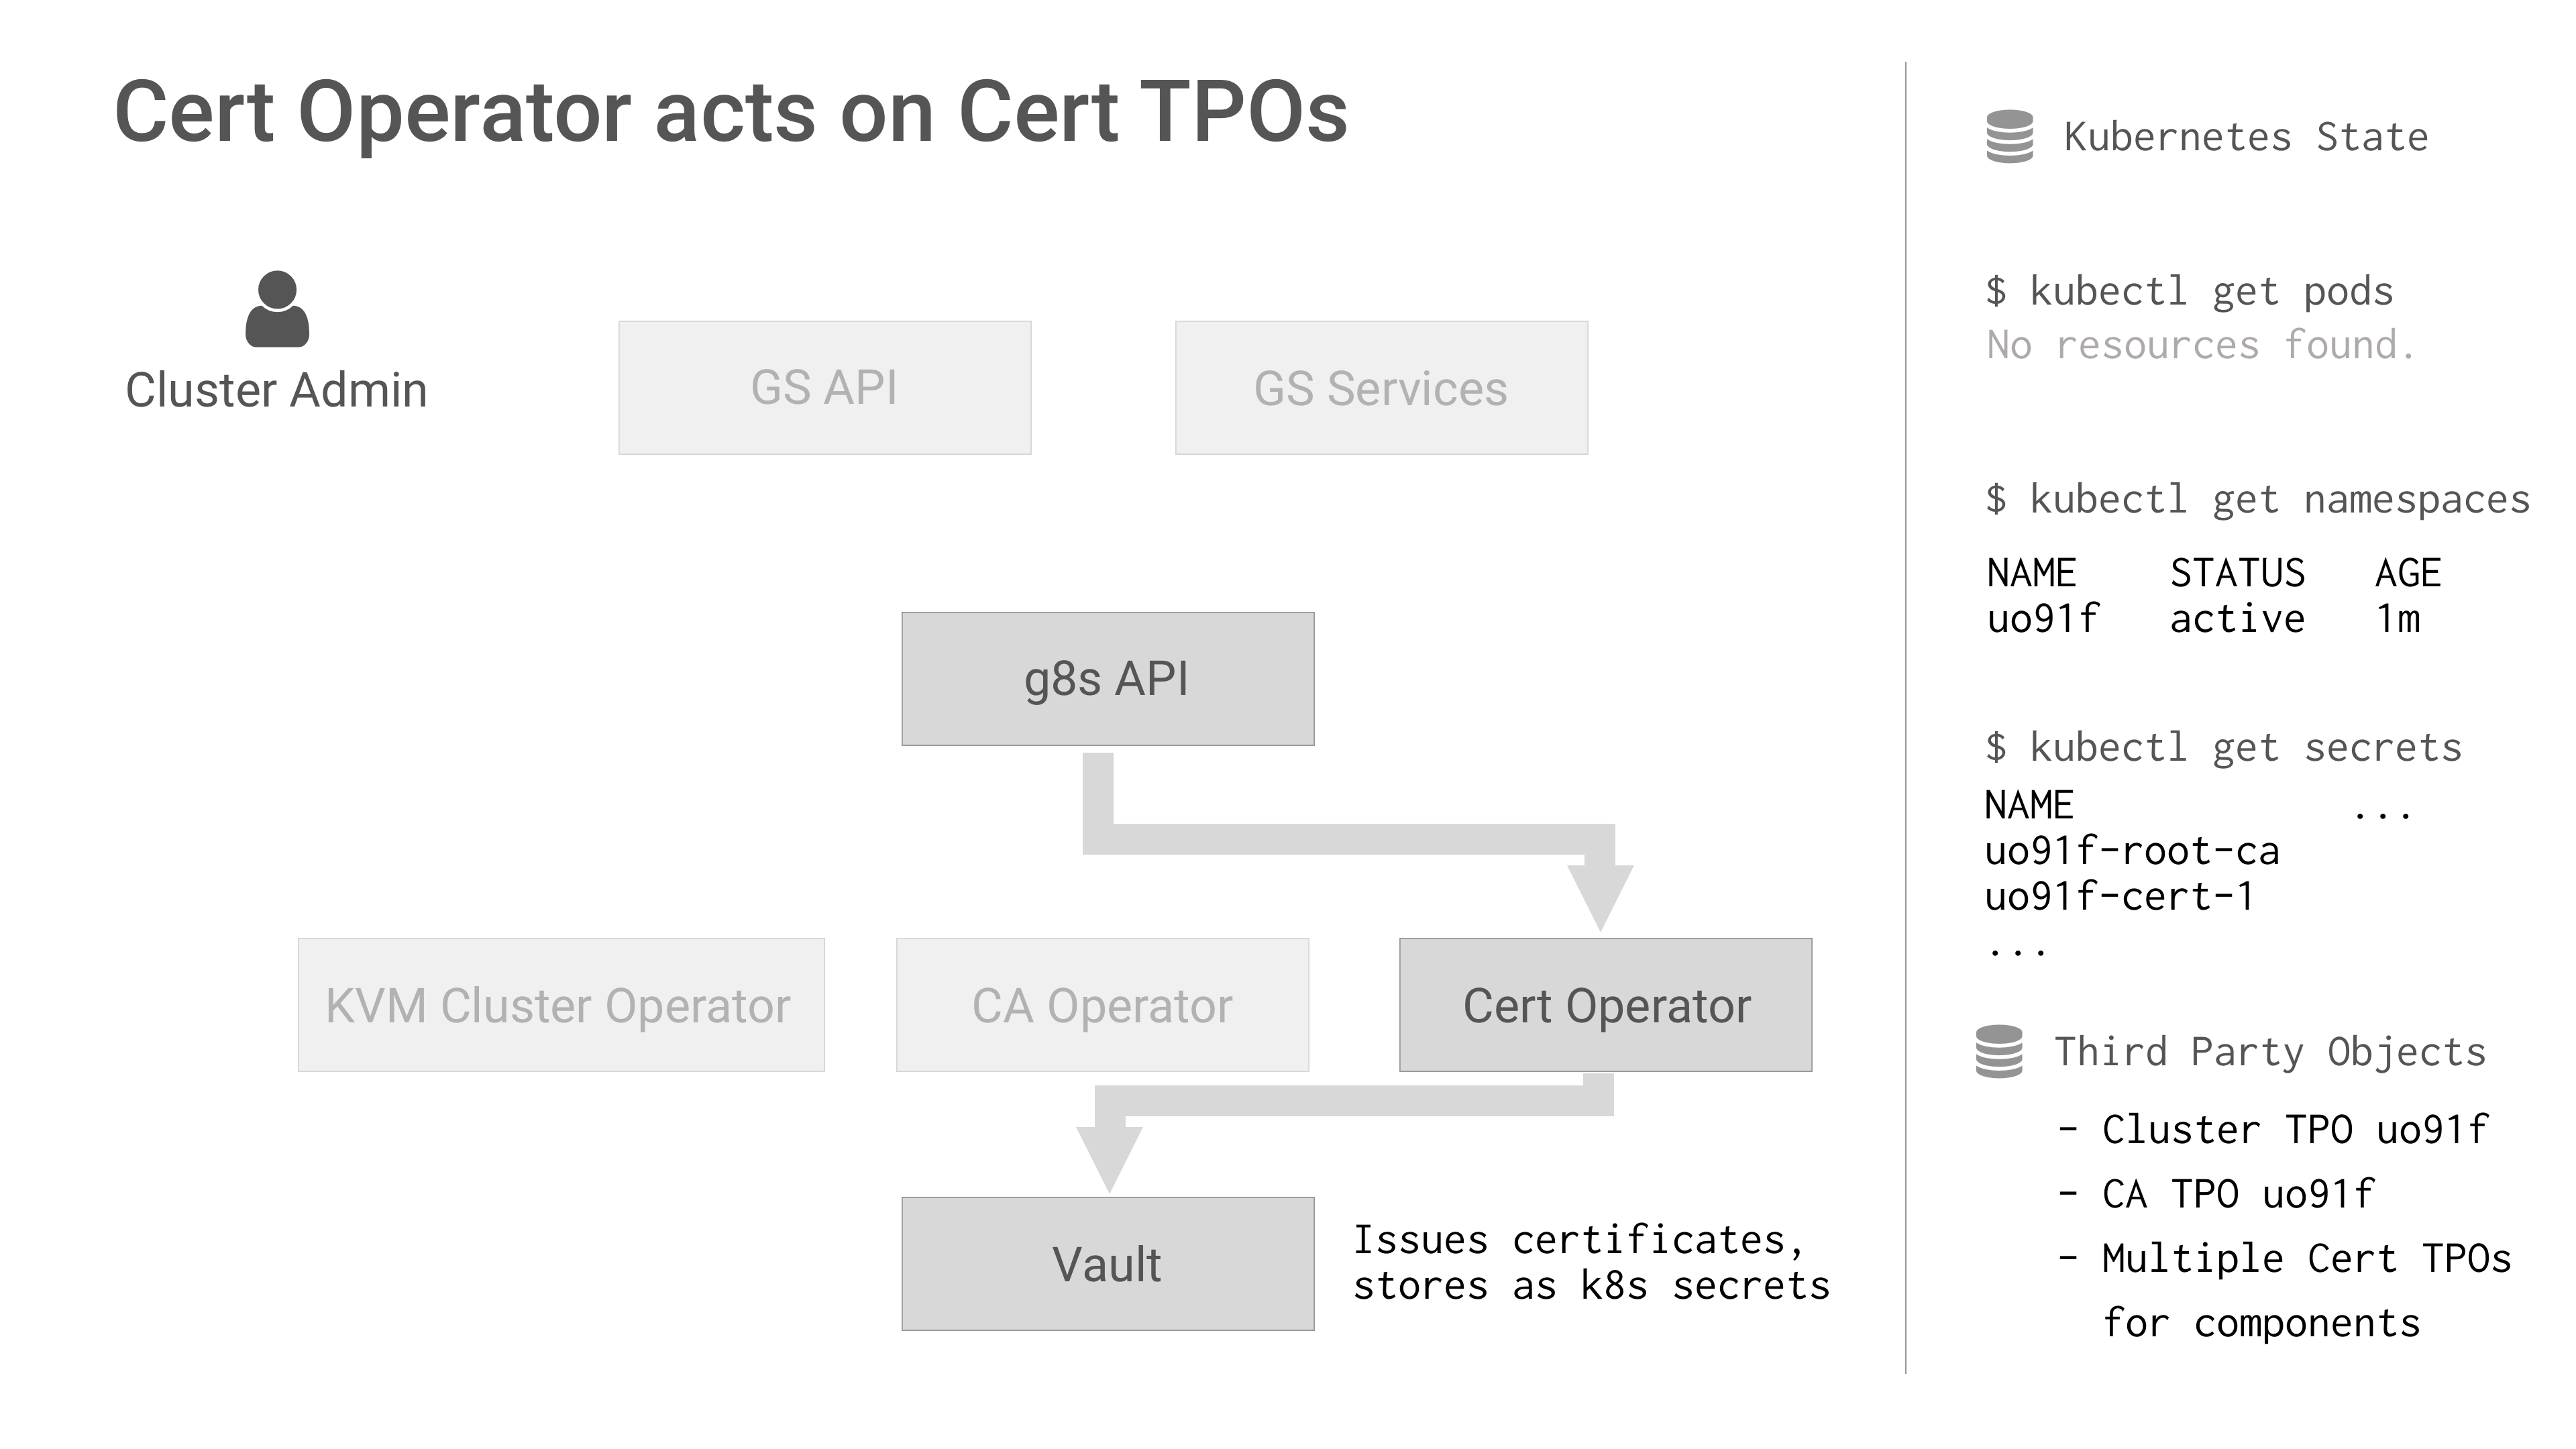 Cert Operator acts on Cert TPOs
Cluster Admin
GS API
GS Services
g8s API
KVM Cluster Operator
CA Operator
Cert Operator
Vault
Issues certificates,
stores as k8s secrets
Kubernetes State
$ kubectl get pods
No resources found.
$ kubectl get namespaces
NAME STATUS AGE
uo91f active 1m
$ kubectl get secrets
NAME ...
uo91f-root-ca
uo91f-cert-1
...
Third Party Objects
- Cluster TPO uo91f
- CA TPO uo91f
- Multiple Cert TPOs
for components